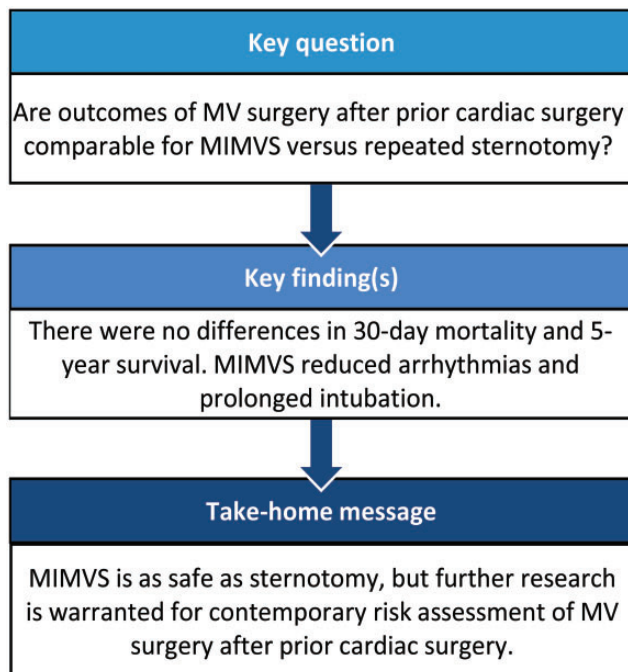 Key question
Are outcomes of MV surgery after prior cardiac surgery
comparable for MIMVS versus repeated sternotomy?
Key finding(s)
There were no differences in 30-day mortality and 5-
year survival. MIMVS reduced arrhythmias and
prolonged intubation.
Take-home message
MIMVS is as safe as sternotomy, but further research
is warranted for contemporary risk assessment of MV
surgery after prior cardiac surgery.